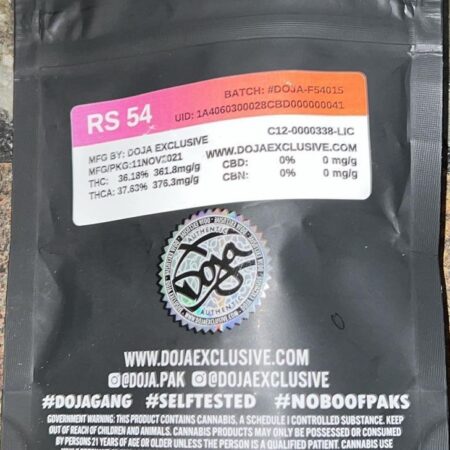 RS 54
BATCH: #DOJA-F54015
UID: 1A4060300028CBD000000041
C12-0000338-LIC
MFG BY: DOJA EXCLUSIVE
WWW.DOJAEXCLUSIVE.COM
MFG/PKG:11NOV2021
THC: 36.18% 361.8mg/g
CBD: 0% 0 mg/g
THCA: 37.63% 376.3mg/g
CBN: 0% 0 mg/g
AUTHENTIC
Doja
AUTHENTIC
WWW.DOJAEXCLUSIVE.COM
@DOJA.PAK @DOJAEXCLUSIVE
#DOJAGANG #SELFTESTED #NOBOOFPAKS
GOVERNMENT WARNING: THIS PRODUCT CONTAINS CANNABIS, A SCHEDULE I CONTROLLED SUBSTANCE. KEEP
OUT OF REACH OF CHILDREN AND ANIMALS. CANNABIS PRODUCTS MAY ONLY BE POSSESSED OR CONSUMED
BY PERSONS 21 YEARS OF AGE OR OLDER UNLESS THE PERSON IS A QUALIFIED PATIENT. CANNABIS USE